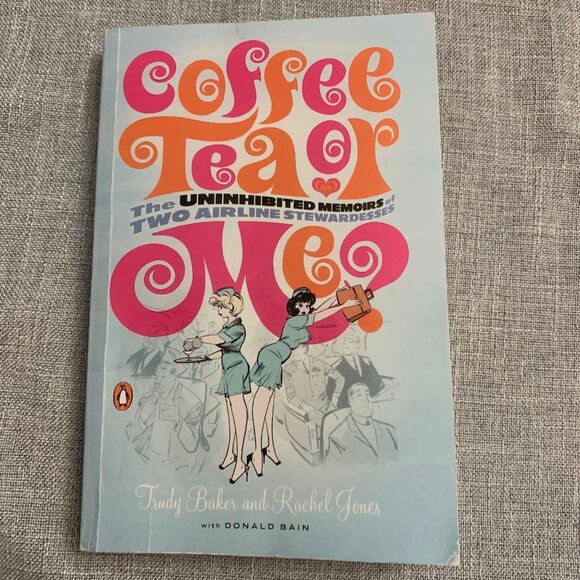 Coffee
Tea or
The UNINHIBITED MEMOIRS of
TWO AIRLINE STEWARDESSES
Me?
Trudy Baker and Rachel Jones
with DONALD BAIN